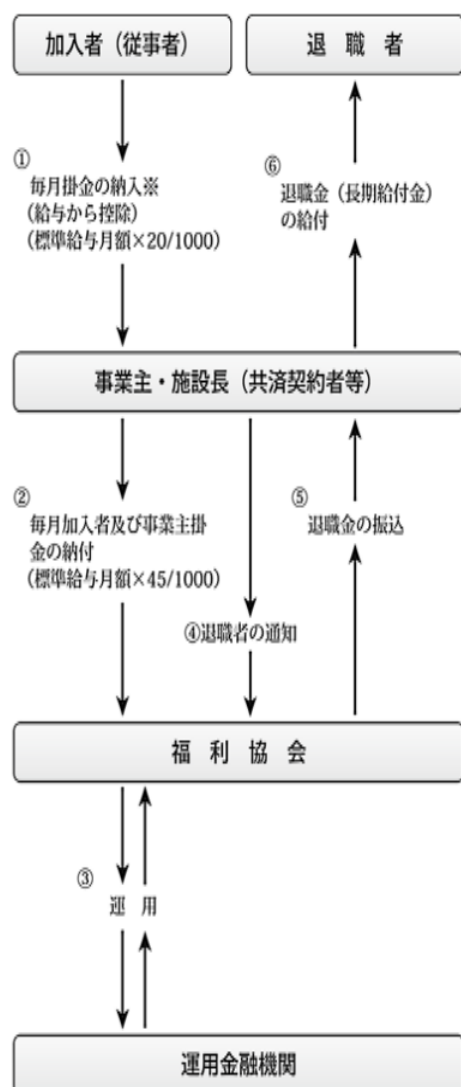 加入者（従事者）
退　職　者
①
毎月掛金の納入※
(給与から控除)
(標準給与月額×20/1000)
⑥
退職金（長期給付金）
の給付
事業主・施設長（共済契約者等）
②
毎月加入者及び事業主掛
金の納付
(標準給与月額×45/1000)
⑤
退職金の振込
④退職者の通知
福　利　協　会
③
運　用
運用金融機関